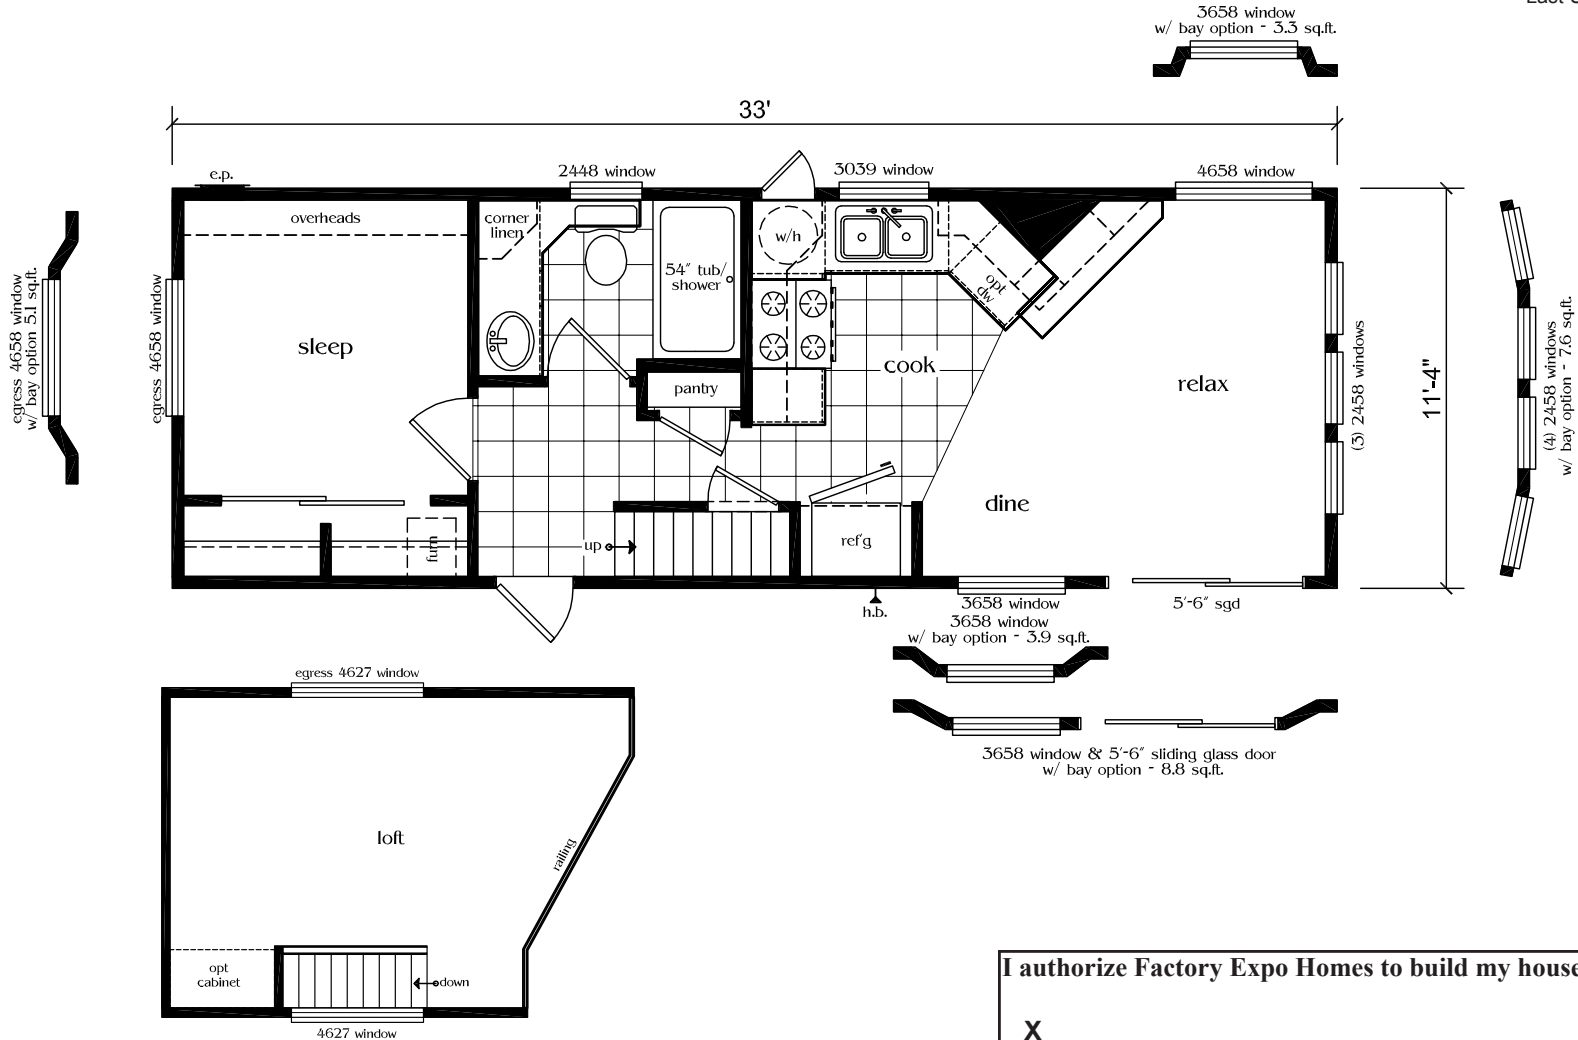 3658 window
w/ bay option - 3.3 sq.ft.
33'
e.p.
2448 window
3039 window
4658 window
overheads
corner
linen
w/h
54" tub/
shower
opt
dw
egress 4658 window
w/ bay option 5.1 sq.ft.
egress 4658 window
sleep
cook
relax
pantry
(3) 2458 windows
11'-4"
(4) 2458 windows
w/ bay option - 7.6 sq.ft.
dine
furn
up
ref'g
h.b.
3658 window
5'-6" sgd
3658 window
w/ bay option - 3.9 sq.ft.
3658 window & 5'-6" sliding glass door
w/ bay option - 8.8 sq.ft.
egress 4627 window
loft
railing
opt
cabinet
down
4627 window
I authorize Factory Expo Homes to build my house
X